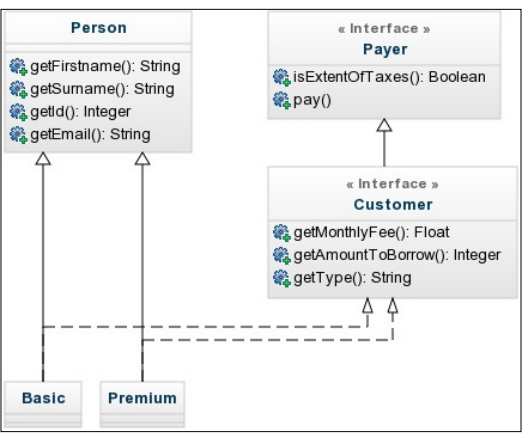 Person
getFirstname(): String
getSurname(): String
getId(): Integer
getEmail(): String
« Interface »
Payer
isExtentOfTaxes(): Boolean
pay()
« Interface »
Customer
getMonthlyFee(): Float
getAmountToBorrow(): Integer
getType(): String
Basic
Premium